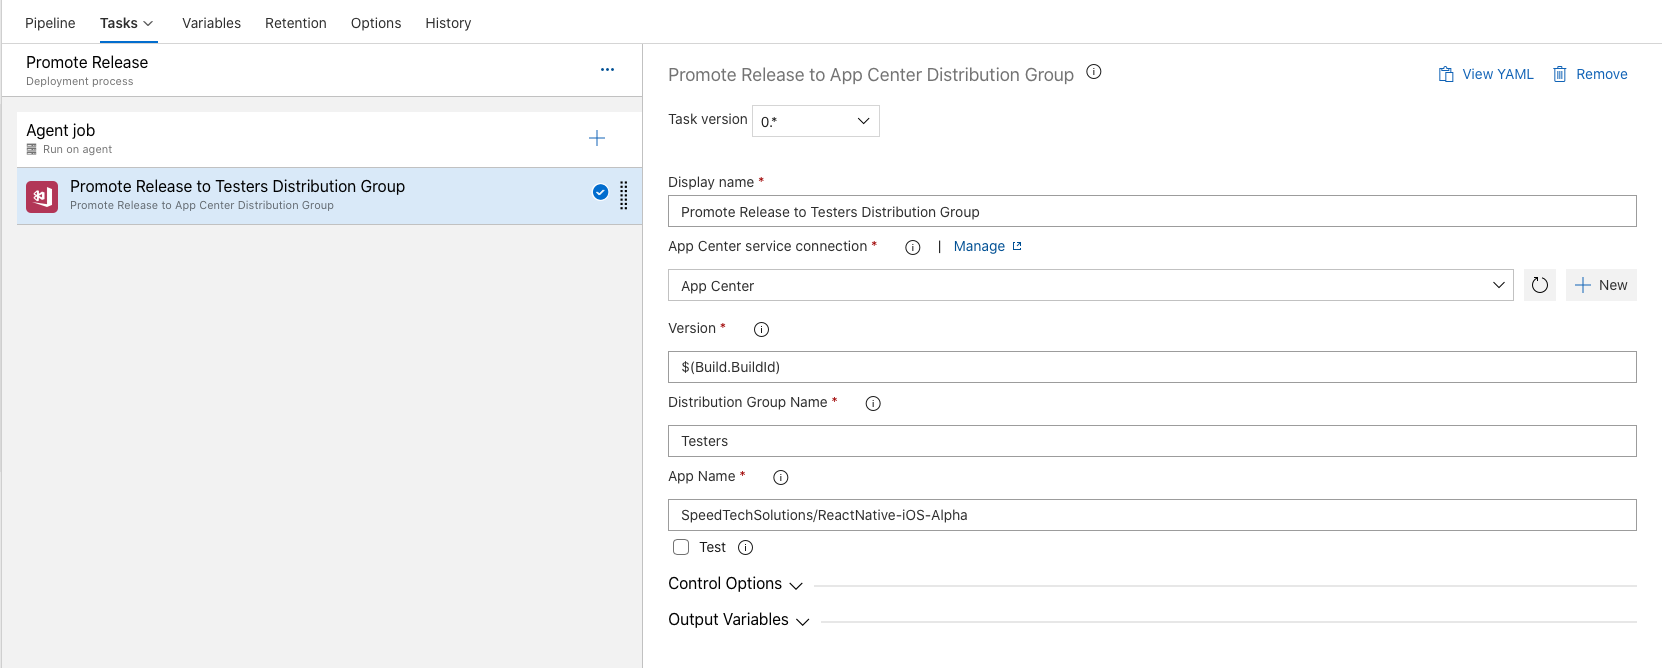 Pipeline Tasks Variables Retention Options History
Promote Release
Deployment process
Agent job
Run on agent
Promote Release to Testers Distribution Group
Promote Release to App Center Distribution Group
Promote Release to App Center Distribution Group
View YAML Remove
Task version 0.*
Display name *
Promote Release to Testers Distribution Group
App Center service connection * | Manage
App Center
New
Version *
$(Build.BuildId)
Distribution Group Name *
Testers
App Name *
SpeedTechSolutions/ReactNative-iOS-Alpha
Test
Control Options
Output Variables